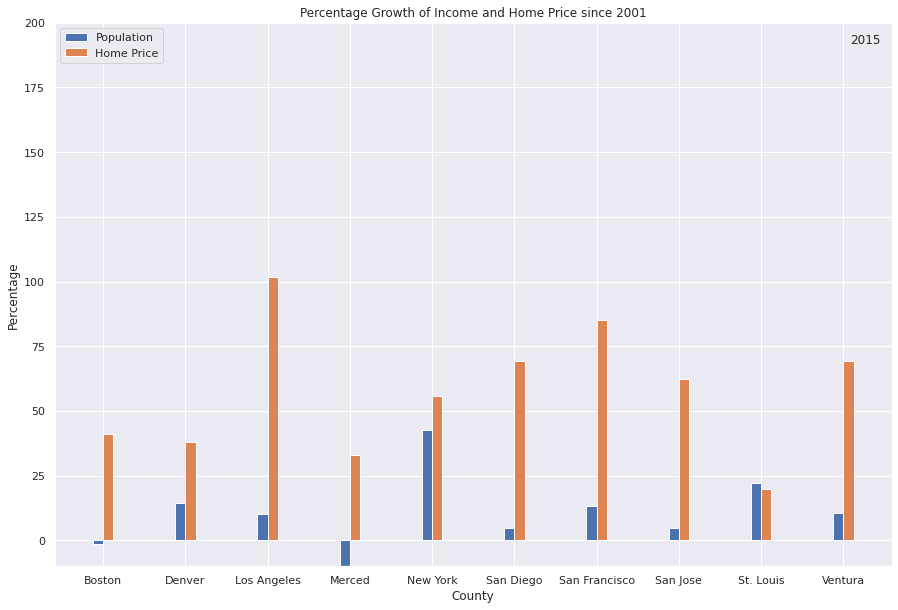 Percentage Growth of Income and Home Price since 2001
200
175
150
125
100
75
50
25
0
Percentage
Population
Home Price
2015
Boston Denver Los Angeles Merced New York San Diego San Francisco San Jose St. Louis Ventura
County